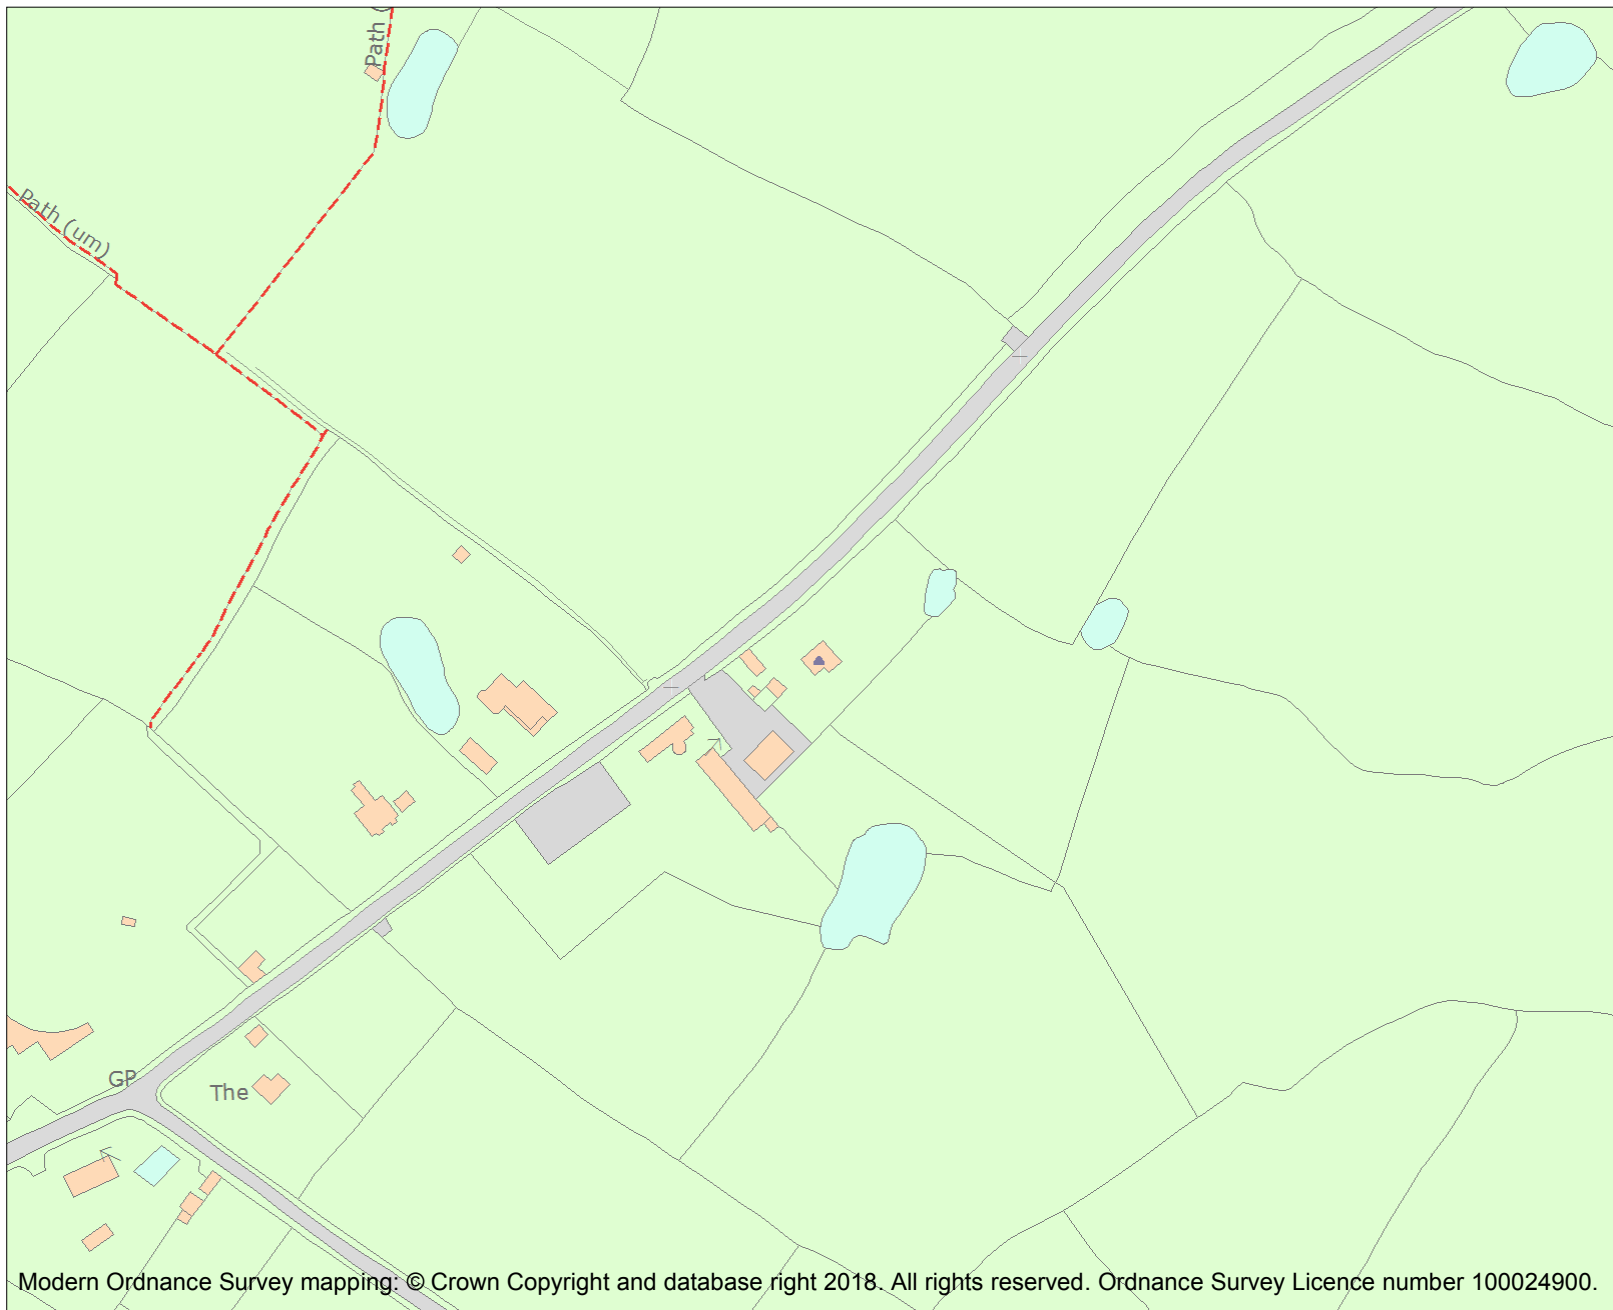 Path (
Path (um)
GP
The
Modern Ordnance Survey mapping: © Crown Copyright and database right 2018. All rights reserved. Ordnance Survey Licence number 100024900.